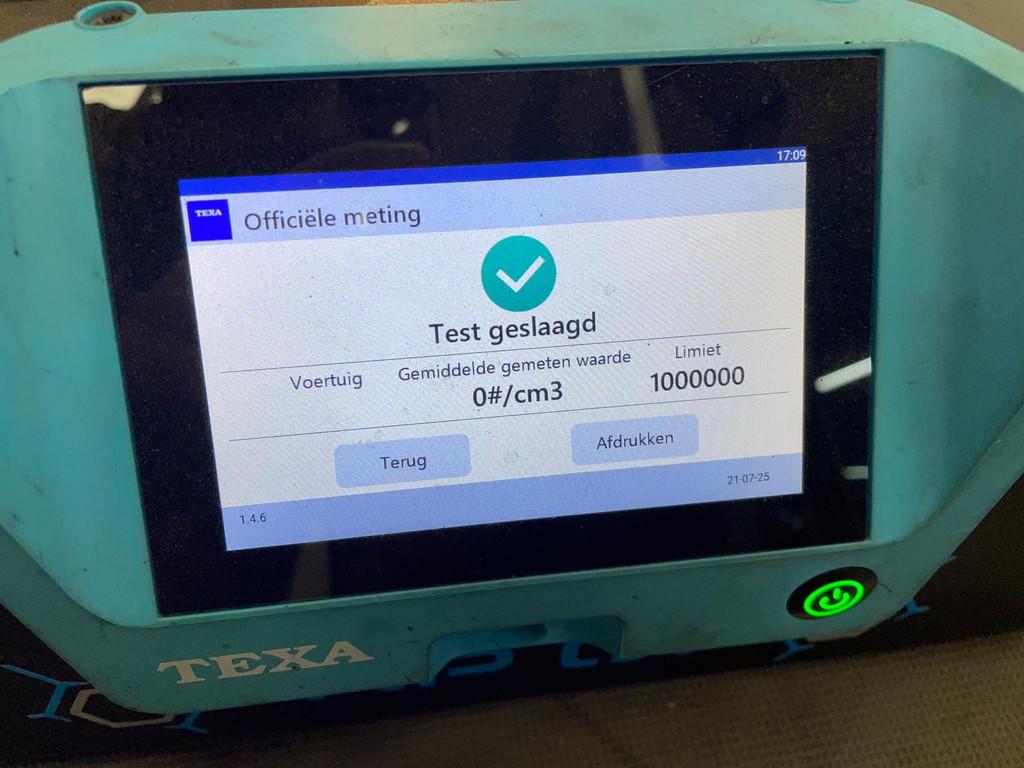 17:09
TEXA
Officiële meting
Test geslaagd
Voertuig
Gemiddelde gemeten waarde
0#/cm3
Limiet
1000000
Terug
Afdrukken
1.4.6
21-07-25
TEXA